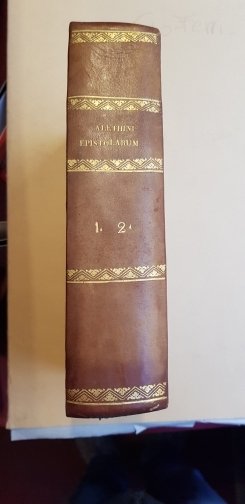 ALETHINI
EPISTOLARUM
1. 2.